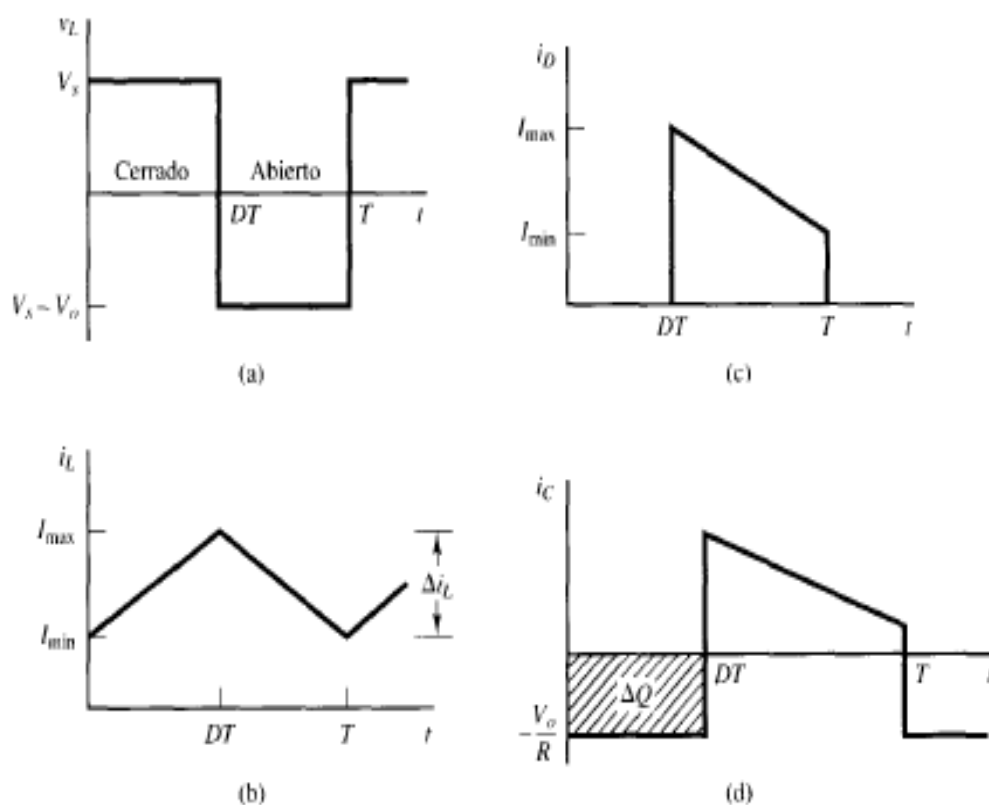 v_L
V_s
Cerrado
Abierto
DT
T
t
V_s - V_o
(a)
i_D
I_max
I_min
DT
T
t
(c)
i_L
I_max
Δi_L
I_min
DT
T
t
(b)
i_C
DT
T
t
ΔQ
-V_o/R
(d)